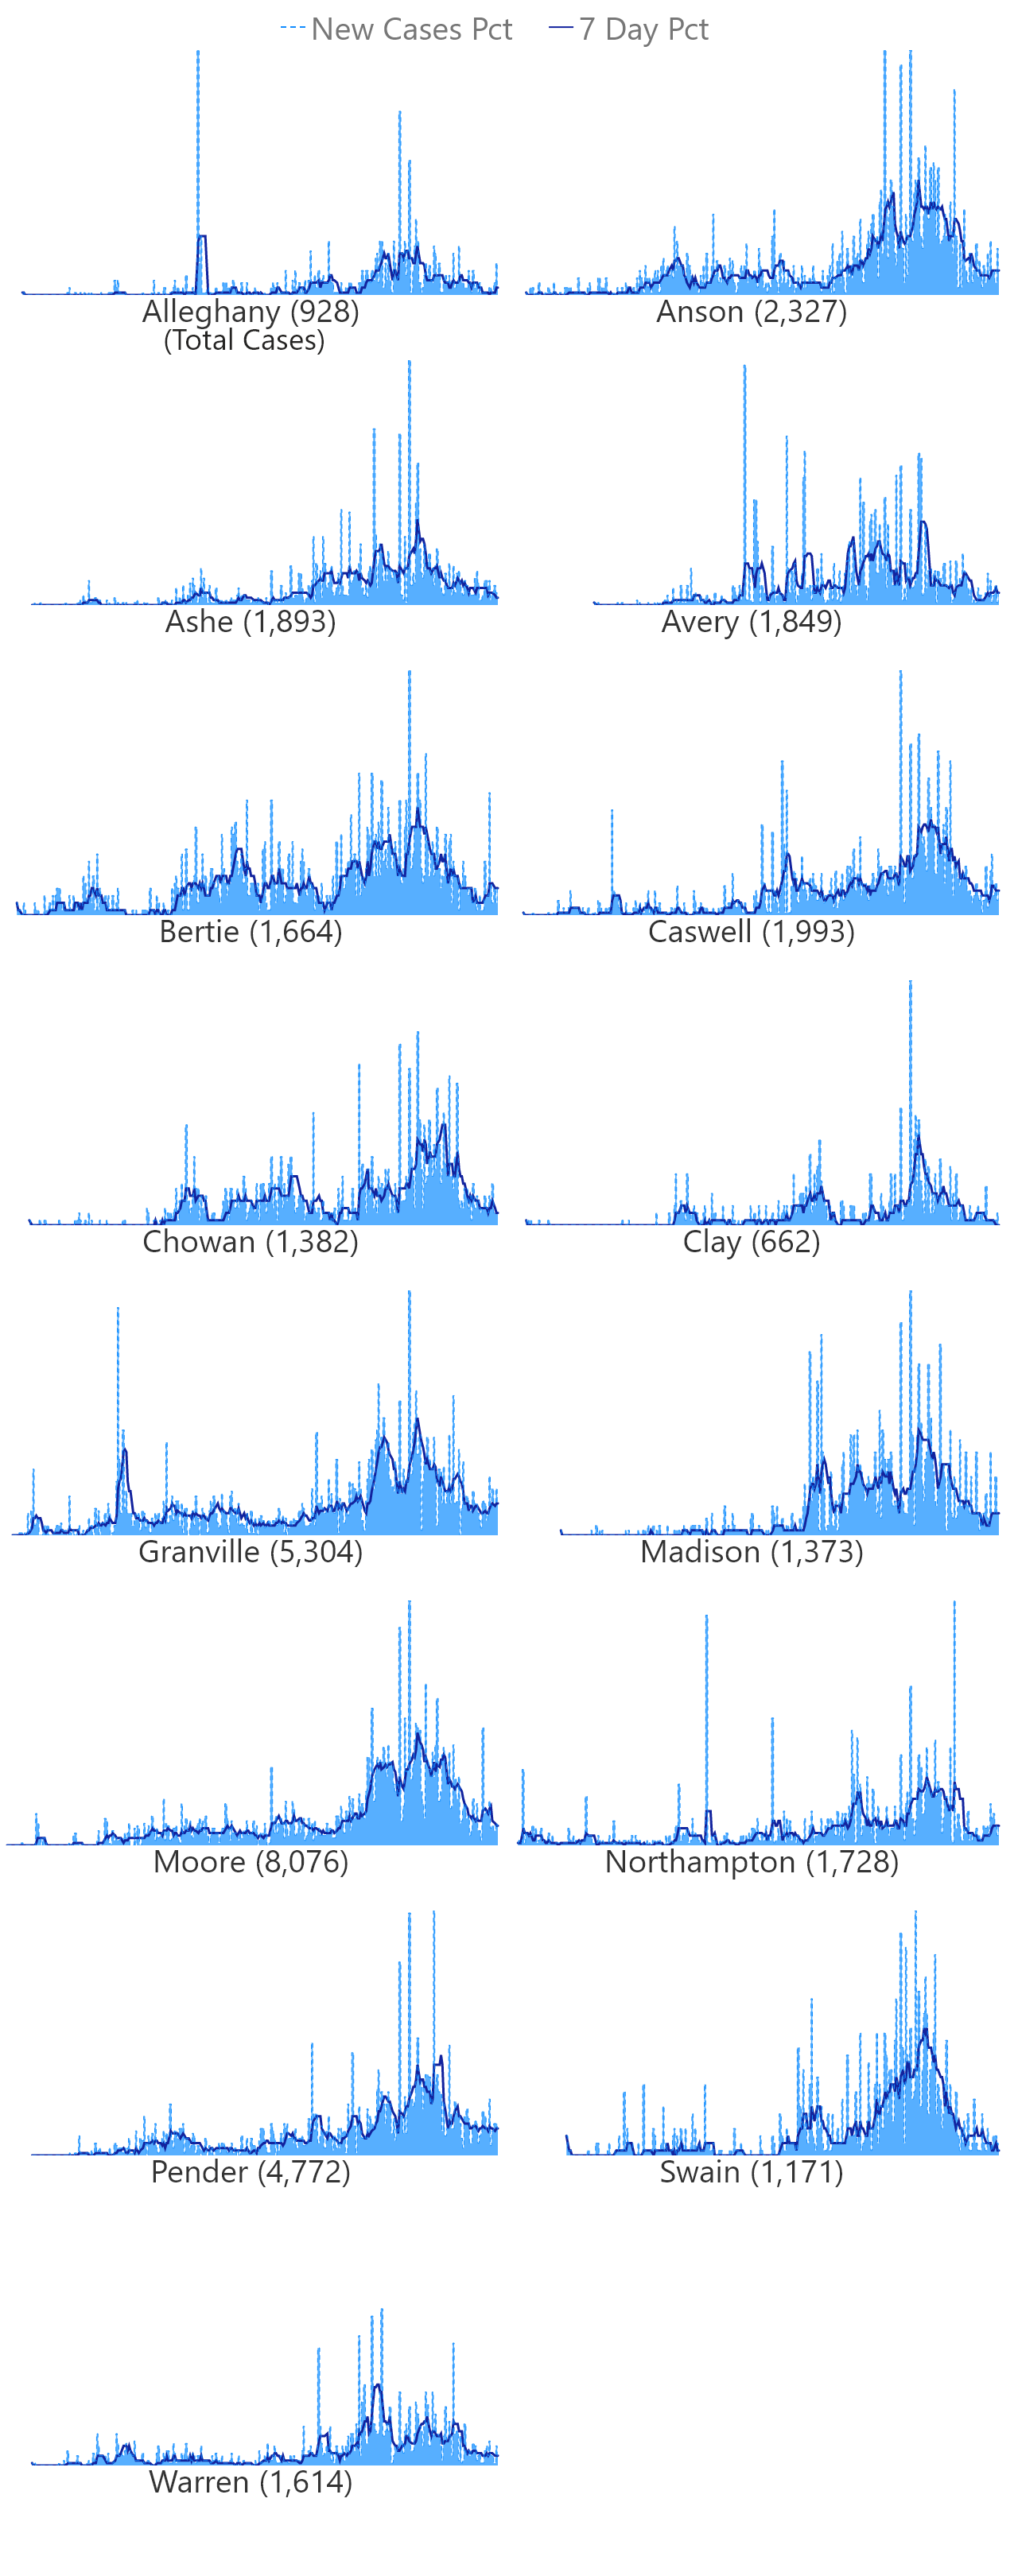 New Cases Pct 7 Day Pct
Alleghany (928) Anson (2,327)
(Total Cases)
Ashe (1,893) Avery (1,849)
Bertie (1,664) Caswell (1,993)
Chowan (1,382) Clay (662)
Granville (5,304) Madison (1,373)
Moore (8,076) Northampton (1,728)
Pender (4,772) Swain (1,171)
Warren (1,614)